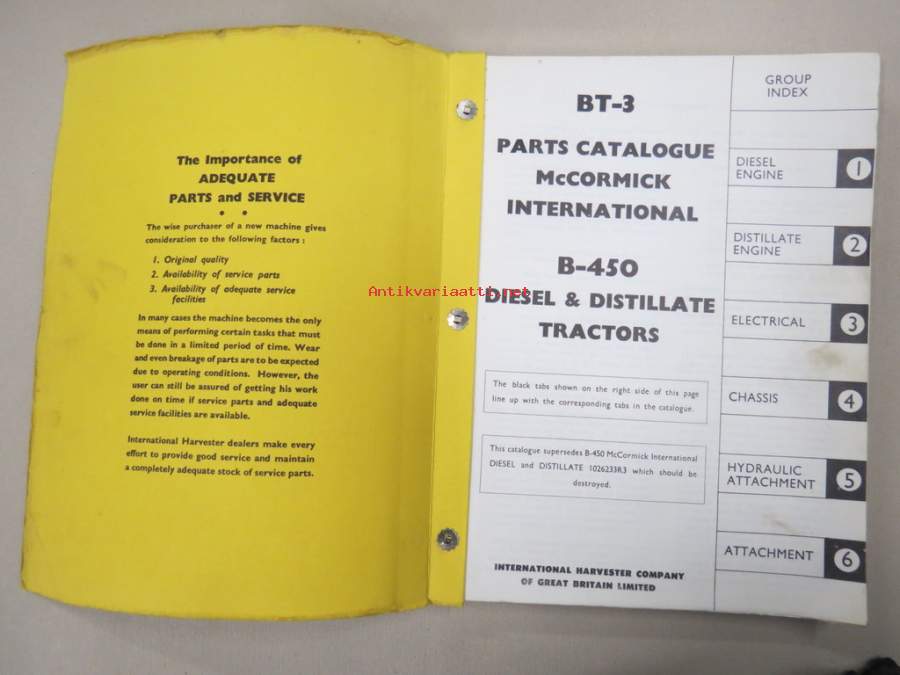 The Importance of
ADEQUATE
PARTS and SERVICE
• •
The wise purchaser of a new machine gives
consideration to the following factors :
1. Original quality
2. Availability of service parts
3. Availability of adequate service
facilities
In many cases the machine becomes the only
means of performing certain tasks that must
be done in a limited period of time. Wear
and even breakage of parts are to be expected
due to operating conditions. However, the
user can still be assured of getting his work
done on time if service parts and adequate
service facilities are available.
International Harvester dealers make every
effort to provide good service and maintain
a completely adequate stock of service parts.
BT-3
PARTS CATALOGUE
McCORMICK
INTERNATIONAL
B-450
DIESEL & DISTILLATE
TRACTORS
The black tabs shown on the right side of this page
line up with the corresponding tabs in the catalogue.
This catalogue supersedes B-450 McCormick International
DIESEL and DISTILLATE 1026233R3 which should be
destroyed.
INTERNATIONAL HARVESTER COMPANY
OF GREAT BRITAIN LIMITED
GROUP
INDEX
DIESEL
ENGINE
1
DISTILLATE
ENGINE
2
ELECTRICAL
3
CHASSIS
4
HYDRAULIC
ATTACHMENT
5
ATTACHMENT
6
Antikvariaatti.net